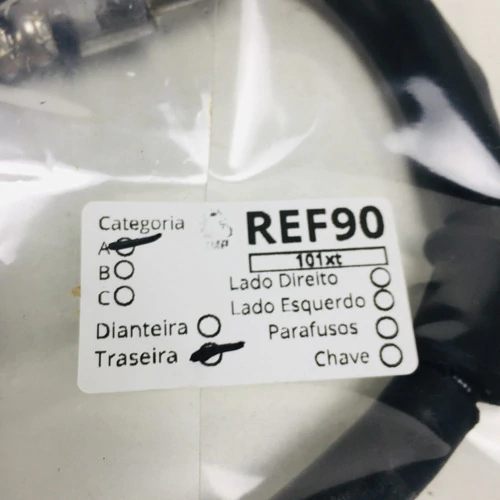 Categoria
A
B
C
Dianteira
Traseira
REF90
101xt
Lado Direito
Lado Esquerdo
Parafusos
Chave